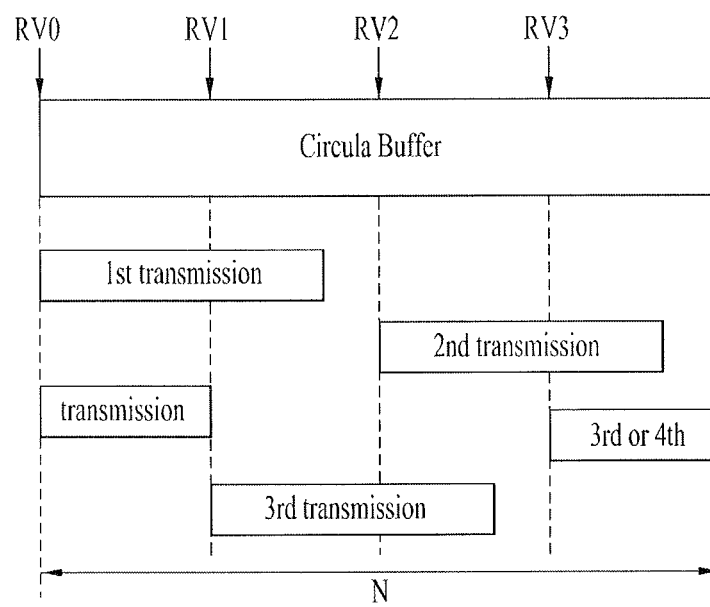 RV0 RV1 RV2 RV3
Circula Buffer
1st transmission
2nd transmission
transmission
3rd or 4th
3rd transmission
N